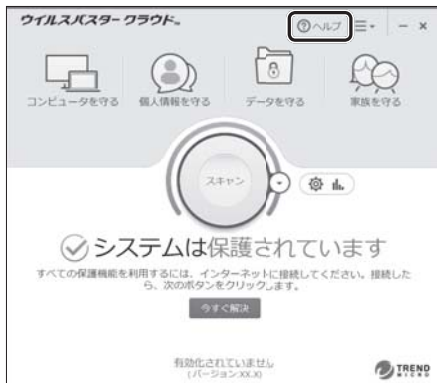 ウイルスバスター クラウド™
?ヘルプ
コンピュータを守る
個人情報を守る
データを守る
家族を守る
スキャン
システムは保護されています
すべての保護機能を利用するには、インターネットに接続してください。接続した
ら、次のボタンをクリックします。
今すぐ解決
有効化されていません
(バージョン:XX.X)
TREND
MICRO